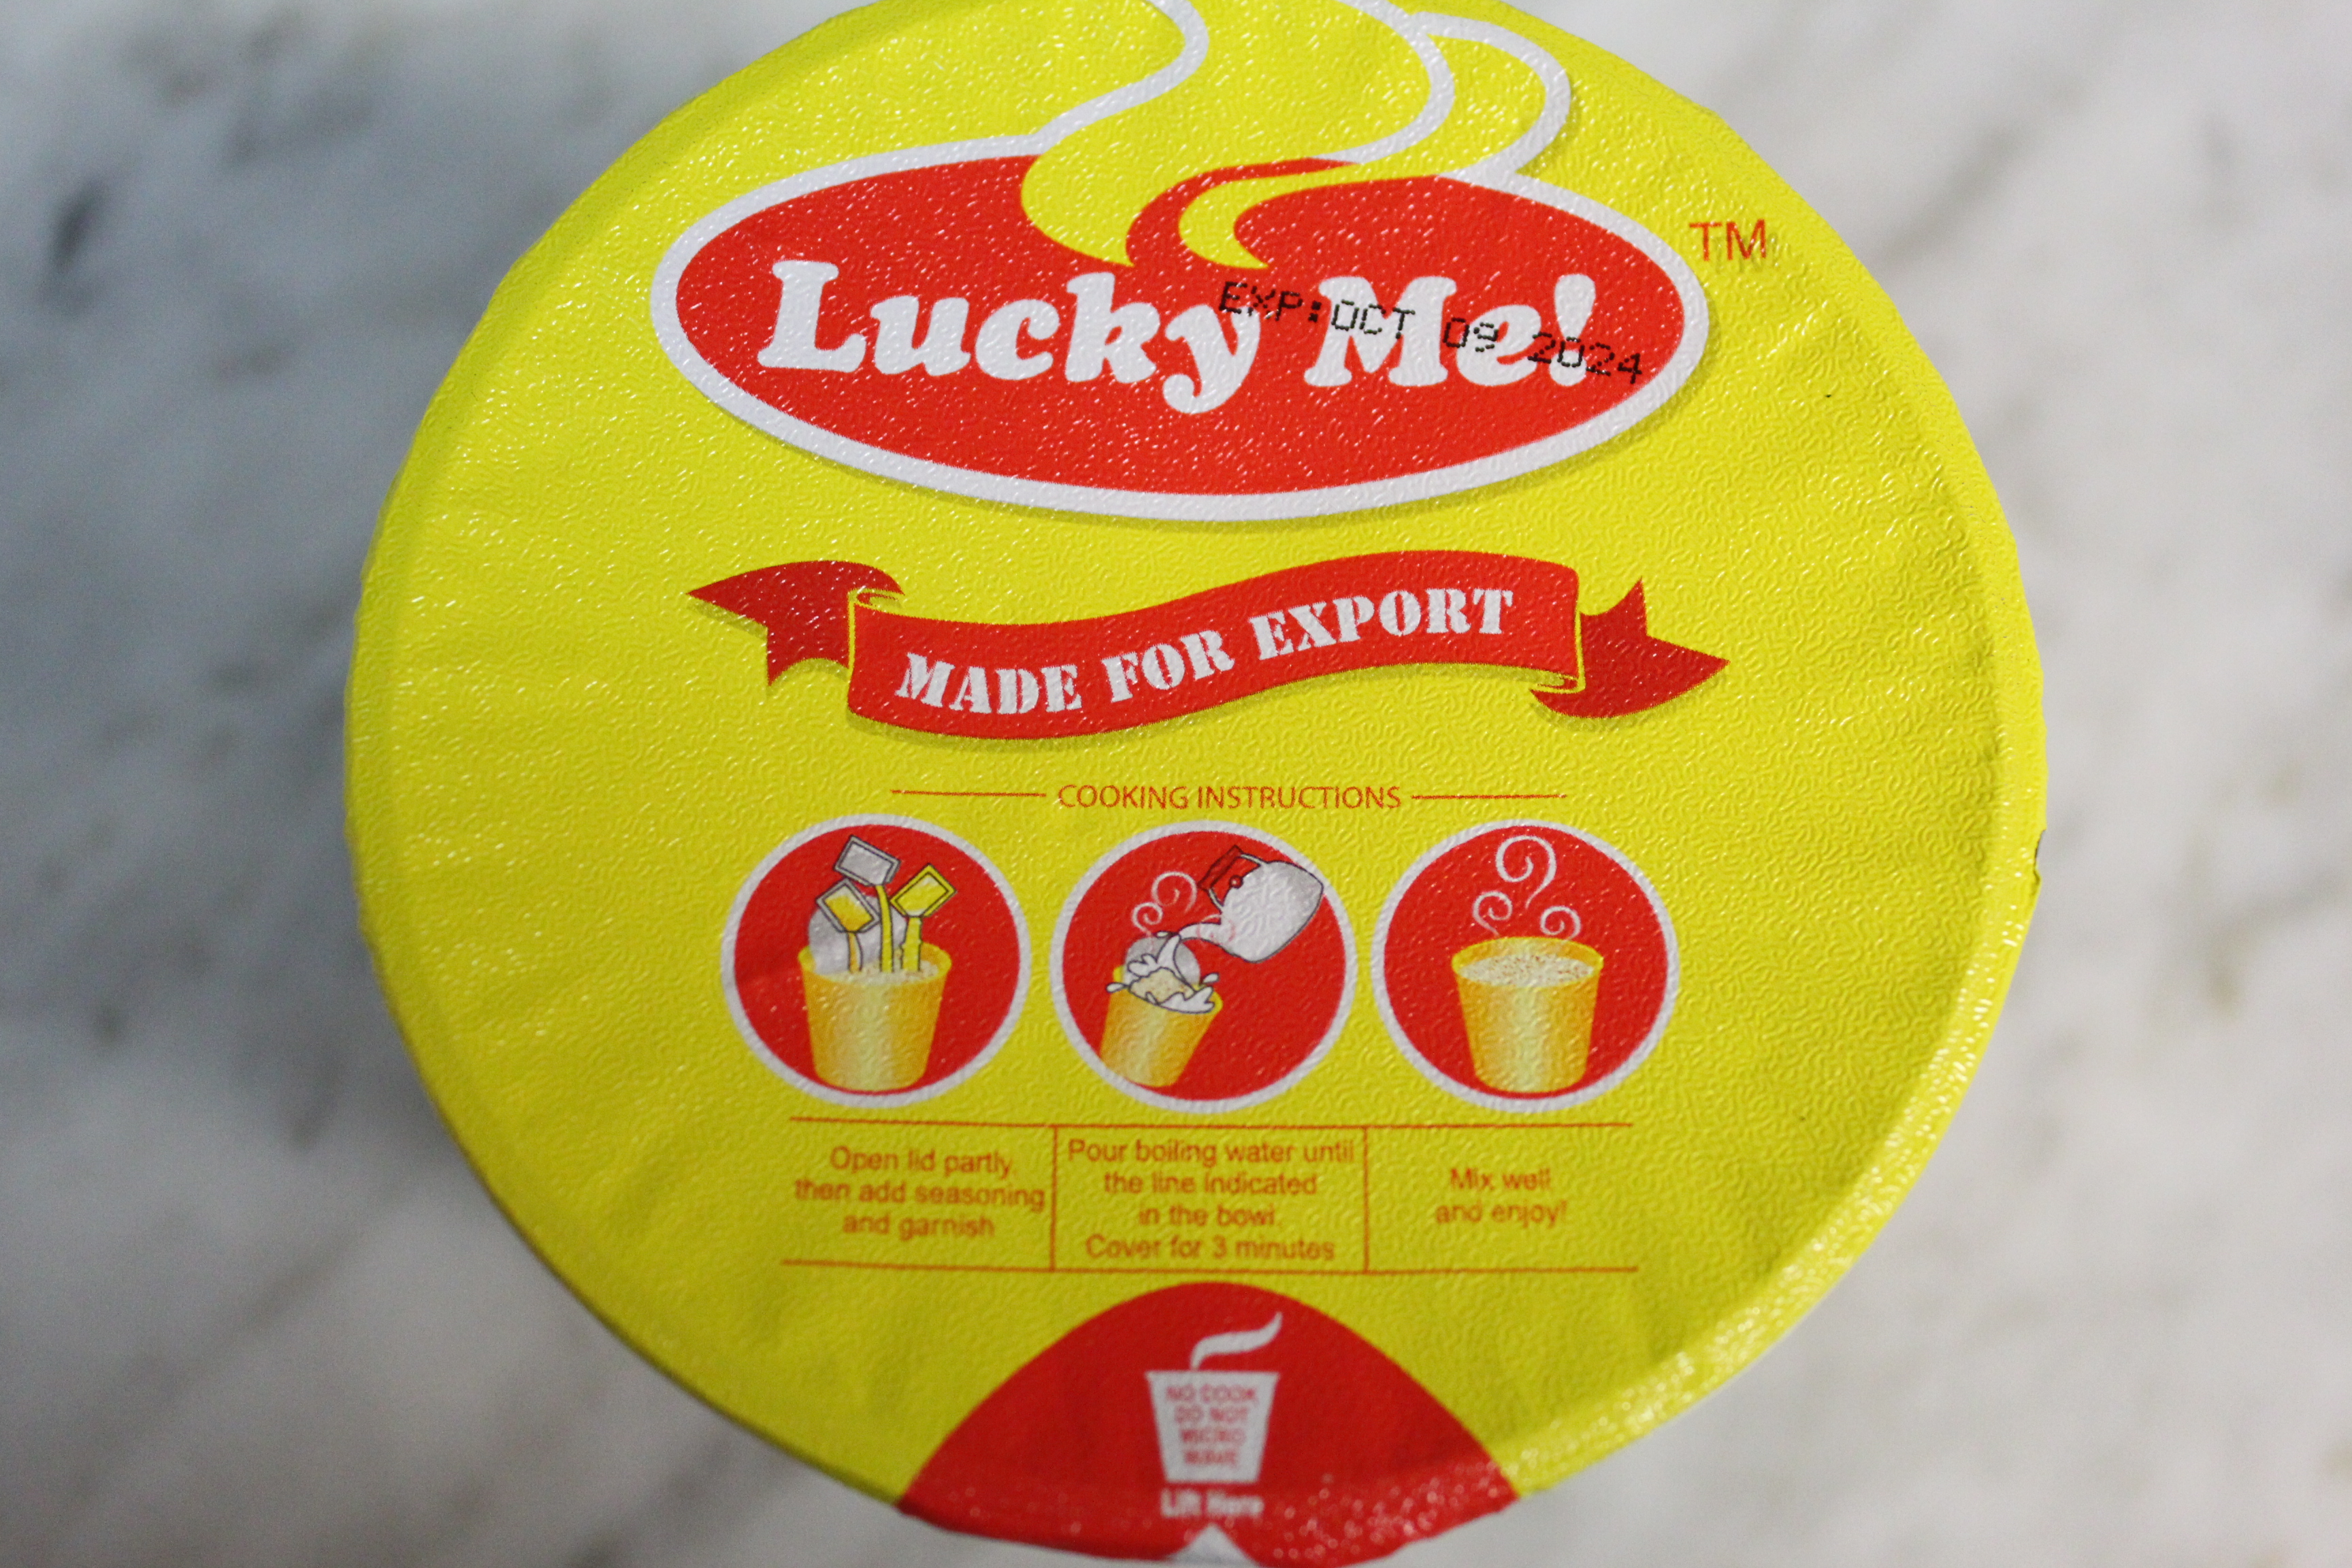 Lucky Me!
TM
EXP:OCT 09 2024
MADE FOR EXPORT
COOKING INSTRUCTIONS
Open lid partly
then add seasoning
and garnish
Pour boiling water until
the line indicated
in the bowl.
Cover for 3 minutes
Mix well
and enjoy!
NO COOK
DO NOT
MICRO
WAVE
Lift Here